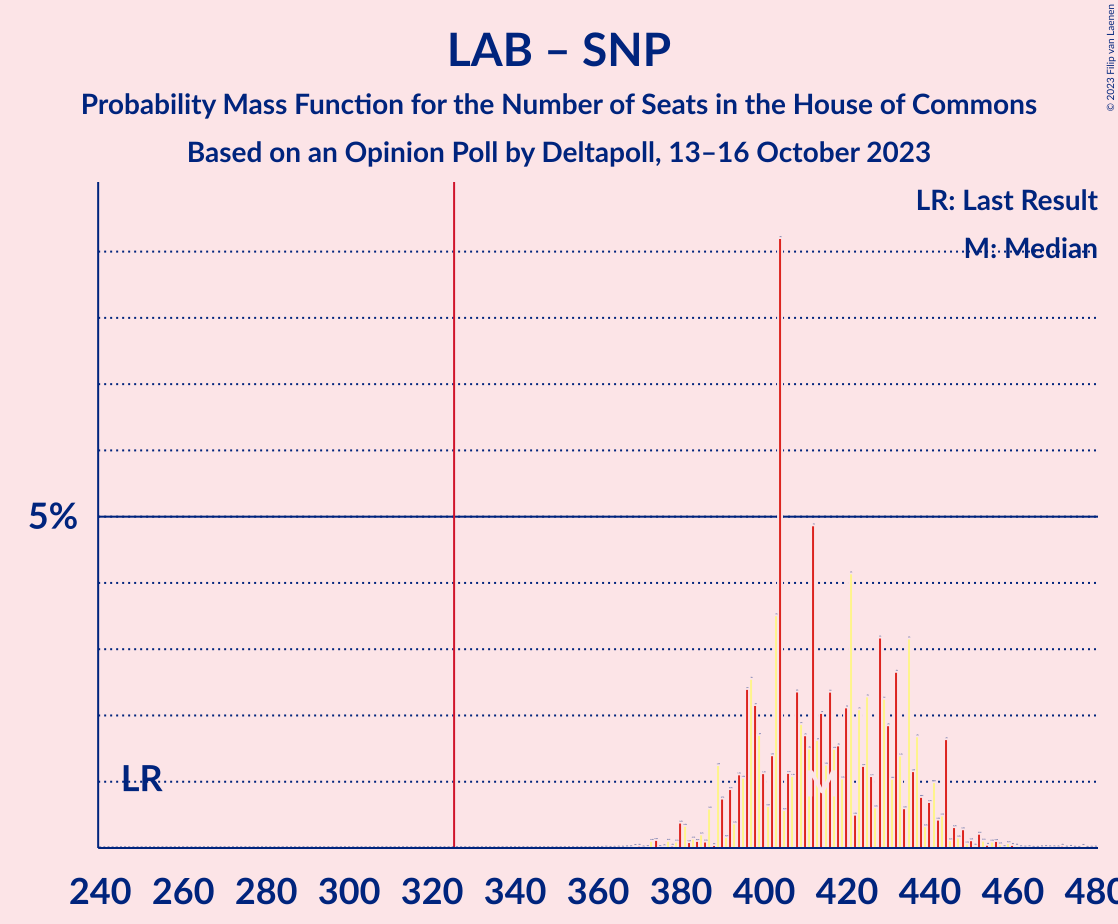 LAB – SNP
Probability Mass Function for the Number of Seats in the House of Commons
Based on an Opinion Poll by Deltapoll, 13–16 October 2023
© 2023 Filip van Laenen
LR: Last Result
M: Median
5%
LR
M
240 260 280 300 320 340 360 380 400 420 440 460 480